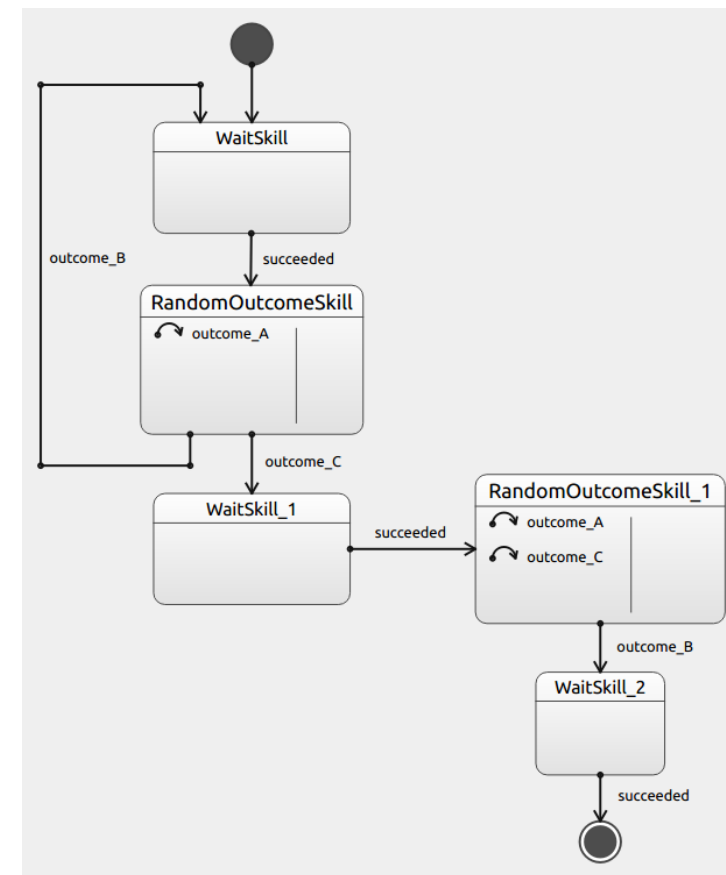 WaitSkill
outcome_B
succeeded
RandomOutcomeSkill
outcome_A
outcome_C
WaitSkill_1
succeeded
RandomOutcomeSkill_1
outcome_A
outcome_C
outcome_B
WaitSkill_2
succeeded